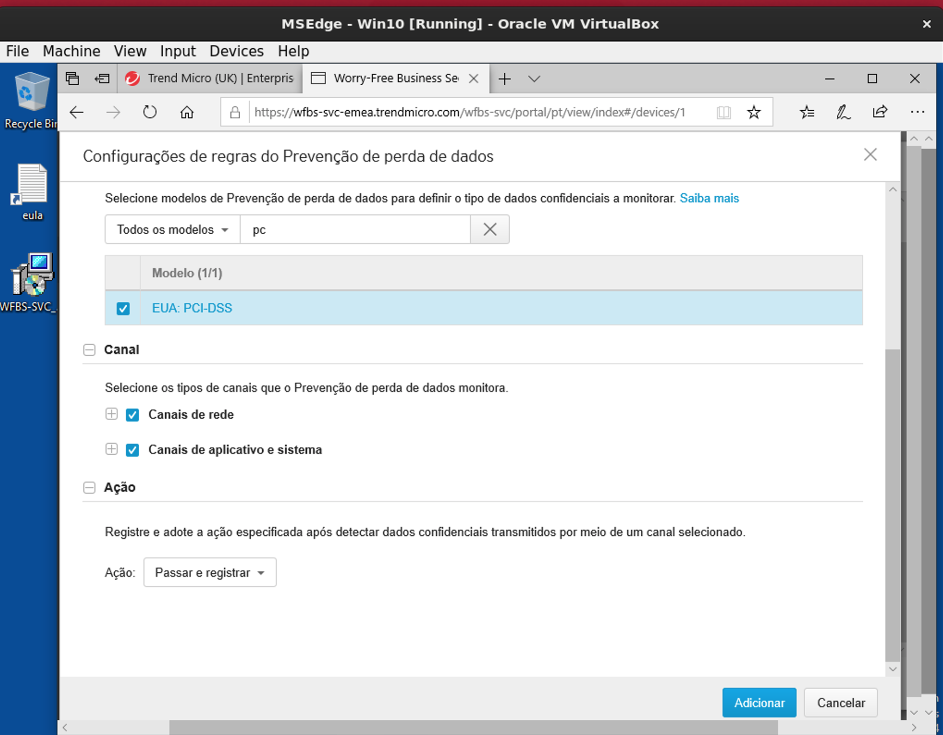 MSEdge - Win10 [Running] - Oracle VM VirtualBox
File Machine View Input Devices Help
Trend Micro (UK) | Enterpris
Worry-Free Business Se
https://wfbs-svc-emea.trendmicro.com/wfbs-svc/portal/pt/view/index#/devices/1
Recycle Bin
eula
WFBS-SVC_
Configurações de regras do Prevenção de perda de dados
Selecione modelos de Prevenção de perda de dados para definir o tipo de dados confidenciais a monitorar. Saiba mais
Todos os modelos
pc
Modelo (1/1)
EUA: PCI-DSS
Canal
Selecione os tipos de canais que o Prevenção de perda de dados monitora.
Canais de rede
Canais de aplicativo e sistema
Ação
Registre e adote a ação especificada após detectar dados confidenciais transmitidos por meio de um canal selecionado.
Ação: Passar e registrar
Adicionar Cancelar